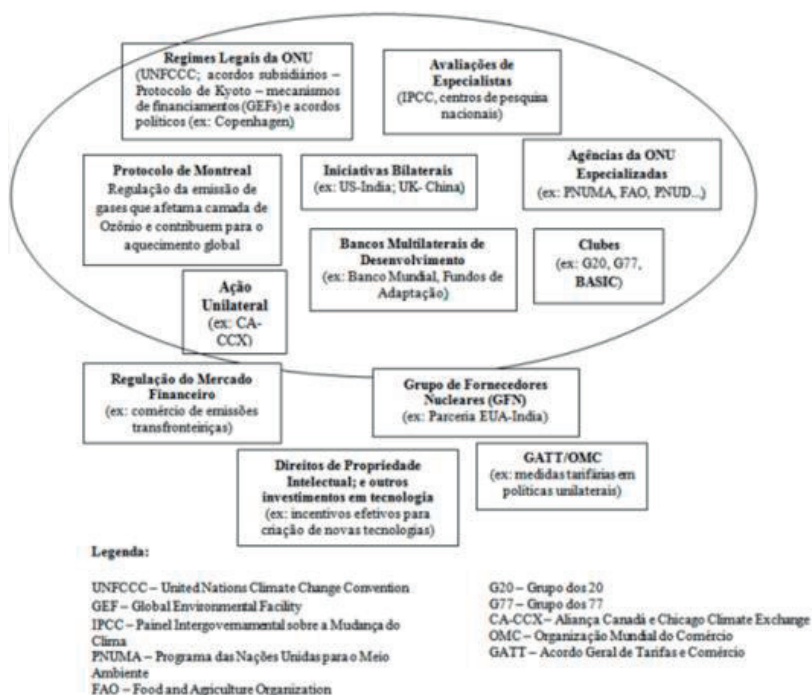 Regimes Legais da ONU
(UNFCCC; acordos subsidiários –
Protocolo de Kyoto – mecanismos
de financiamentos (GEFs) e acordos
políticos (ex: Copenhagen)
Avaliações de
Especialistas
(IPCC, centros de pesquisa
nacionais)
Protocolo de Montreal
Regulação da emissão de
gases que afetam a camada de
Ozônio e contribuem para o
aquecimento global
Iniciativas Bilaterais
(ex: US-India; UK- China)
Agências da ONU
Especializadas
(ex: PNUMA, FAO, PNUD...)
Bancos Multilaterais de
Desenvolvimento
(ex: Banco Mundial, Fundos de
Adaptação)
Clubes
(ex: G20, G77,
BASIC)
Ação
Unilateral
(ex: CA-
CCX)
Regulação do Mercado
Financeiro
(ex: comércio de emissões
transfronteiriças)
Grupo de Fornecedores
Nucleares (GFN)
(ex: Parceria EUA-India)
Direitos de Propriedade
Intelectual; e outros
investimentos em tecnologia
(ex: incentivos efetivos para
criação de novas tecnologias)
GATT/OMC
(ex: medidas tarifárias em
políticas unilaterais)
Legenda:
UNFCCC – United Nations Climate Change Convention
GEF – Global Environmental Facility
IPCC – Painel Intergovernamental sobre a Mudança do
Clima
PNUMA – Programa das Nações Unidas para o Meio
Ambiente
FAO – Food and Agriculture Organization
G20 – Grupo dos 20
G77 – Grupo dos 77
CA-CCX – Aliança Canadá e Chicago Climate Exchange
OMC – Organização Mundial do Comércio
GATT – Acordo Geral de Tarifas e Comércio